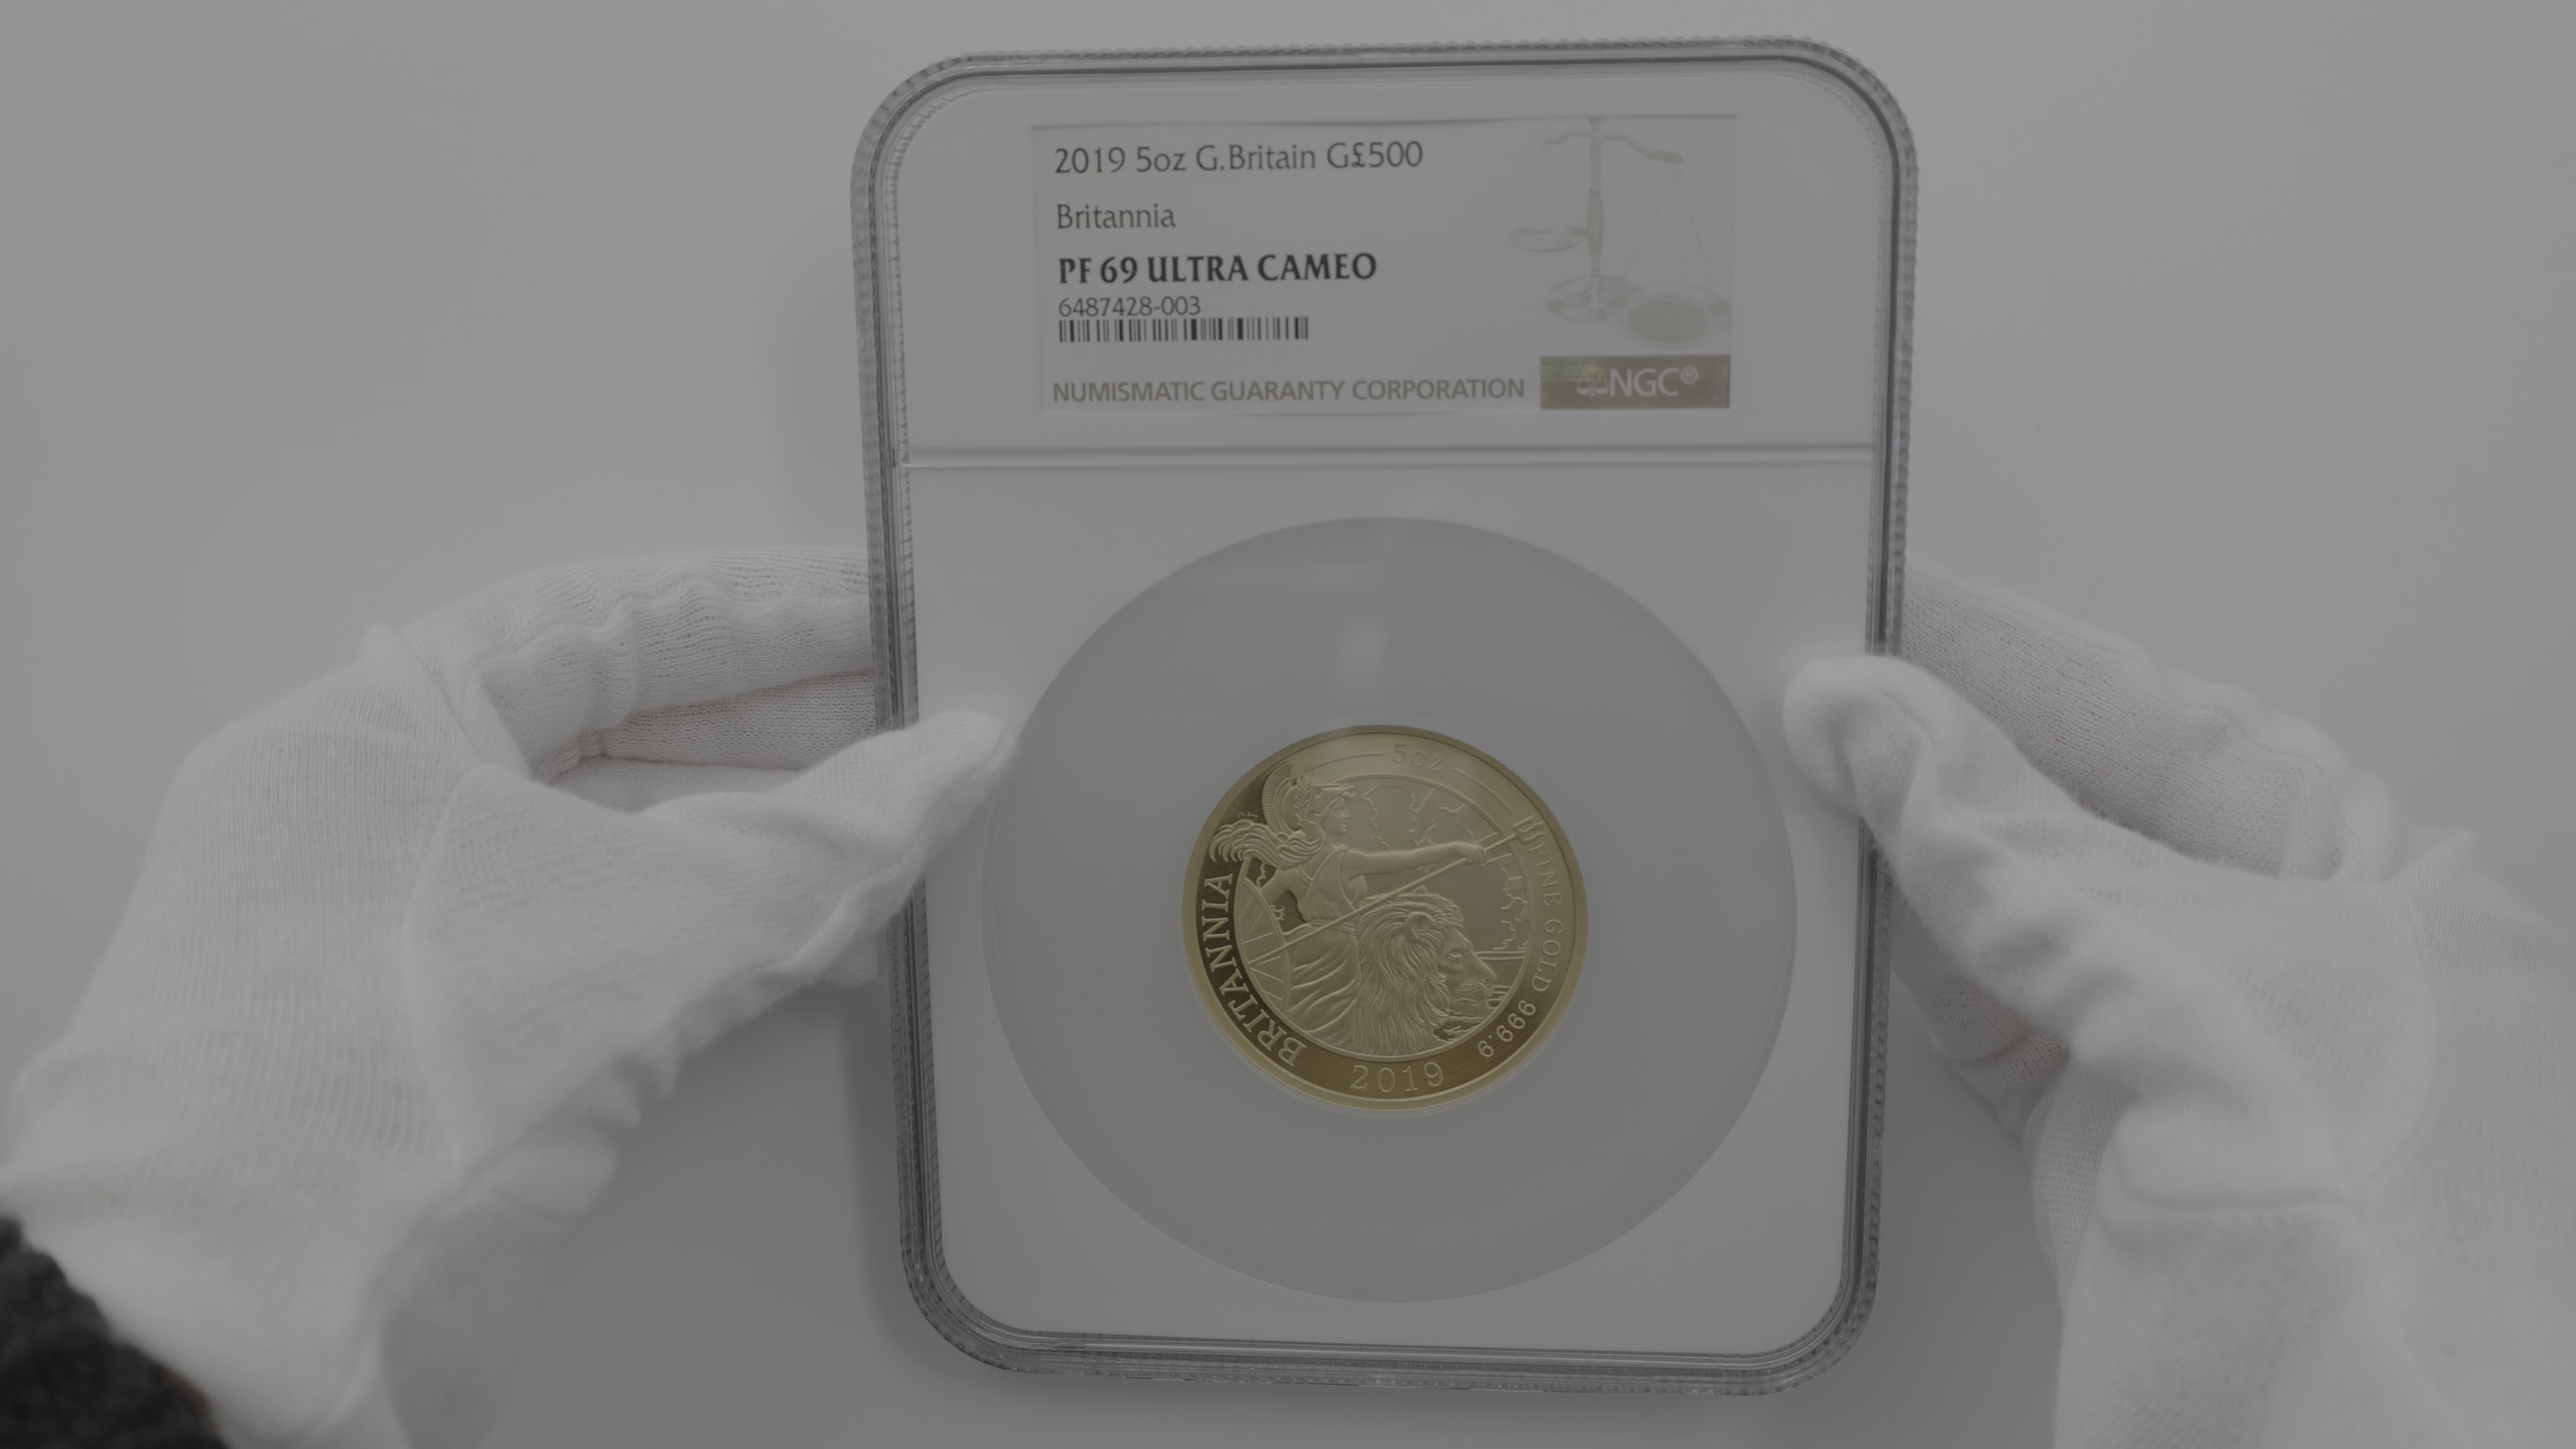 2019 5oz G.Britain G£500
Britannia
PF 69 ULTRA CAMEO
6487428-003
NUMISMATIC GUARANTY CORPORATION
NGC®
5oz
FINE GOLD
999.9
BRITANNIA
2019